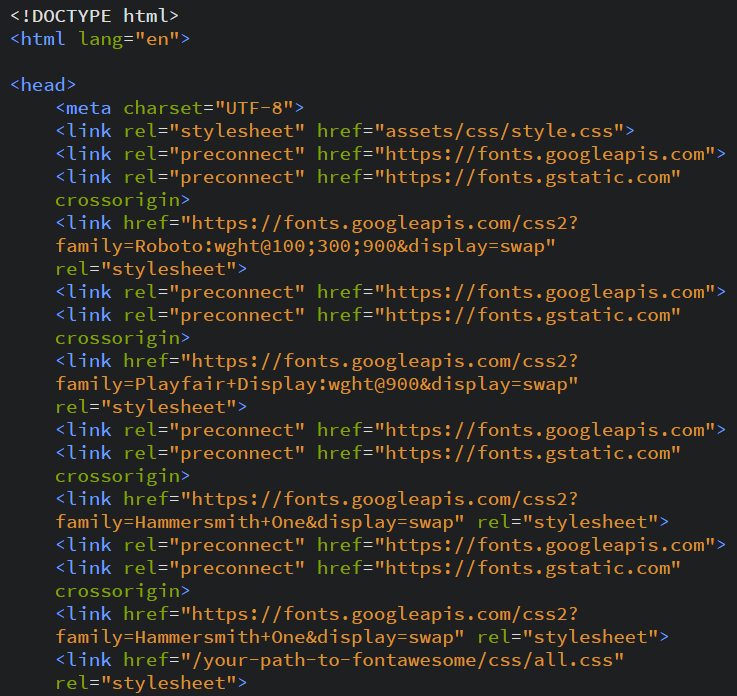 <!DOCTYPE html>
<html lang="en">
<head>
<meta charset="UTF-8">
<link rel="stylesheet" href="assets/css/style.css">
<link rel="preconnect" href="https://fonts.googleapis.com">
<link rel="preconnect" href="https://fonts.gstatic.com"
crossorigin>
<link href="https://fonts.googleapis.com/css2?
family=Roboto:wght@100;300;900&display=swap"
rel="stylesheet">
<link rel="preconnect" href="https://fonts.googleapis.com">
<link rel="preconnect" href="https://fonts.gstatic.com"
crossorigin>
<link href="https://fonts.googleapis.com/css2?
family=Playfair+Display:wght@900&display=swap"
rel="stylesheet">
<link rel="preconnect" href="https://fonts.googleapis.com">
<link rel="preconnect" href="https://fonts.gstatic.com"
crossorigin>
<link href="https://fonts.googleapis.com/css2?
family=Hammersmith+One&display=swap" rel="stylesheet">
<link rel="preconnect" href="https://fonts.googleapis.com">
<link rel="preconnect" href="https://fonts.gstatic.com"
crossorigin>
<link href="https://fonts.googleapis.com/css2?
family=Hammersmith+One&display=swap" rel="stylesheet">
<link href="/your-path-to-fontawesome/css/all.css"
rel="stylesheet">